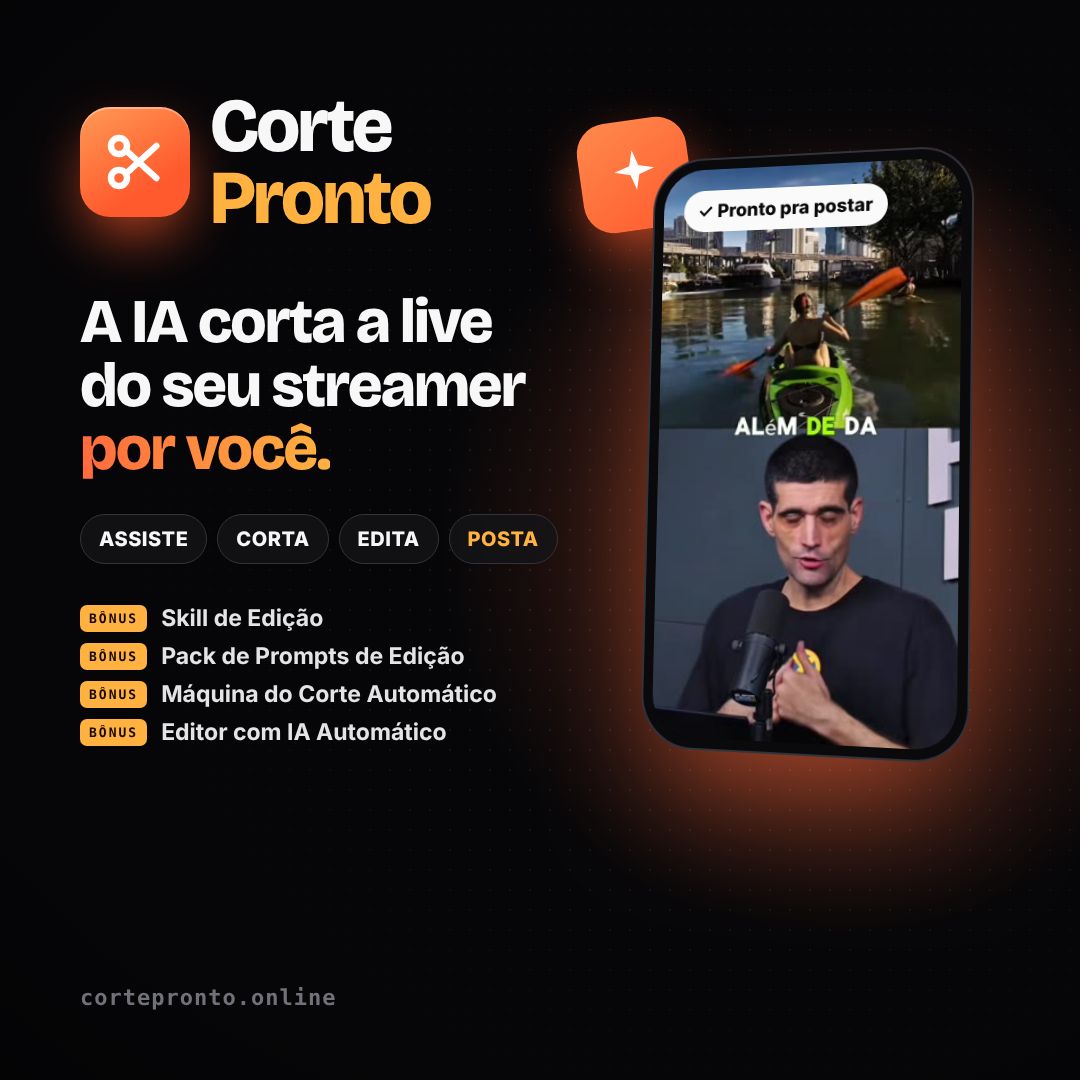 Corte
Pronto
A IA corta a live
do seu streamer
por você.
ASSISTE CORTA EDITA POSTA
BÔNUS Skill de Edição
BÔNUS Pack de Prompts de Edição
BÔNUS Máquina do Corte Automático
BÔNUS Editor com IA Automático
✓ Pronto pra postar
ALéM DE DA
cortepronto.online